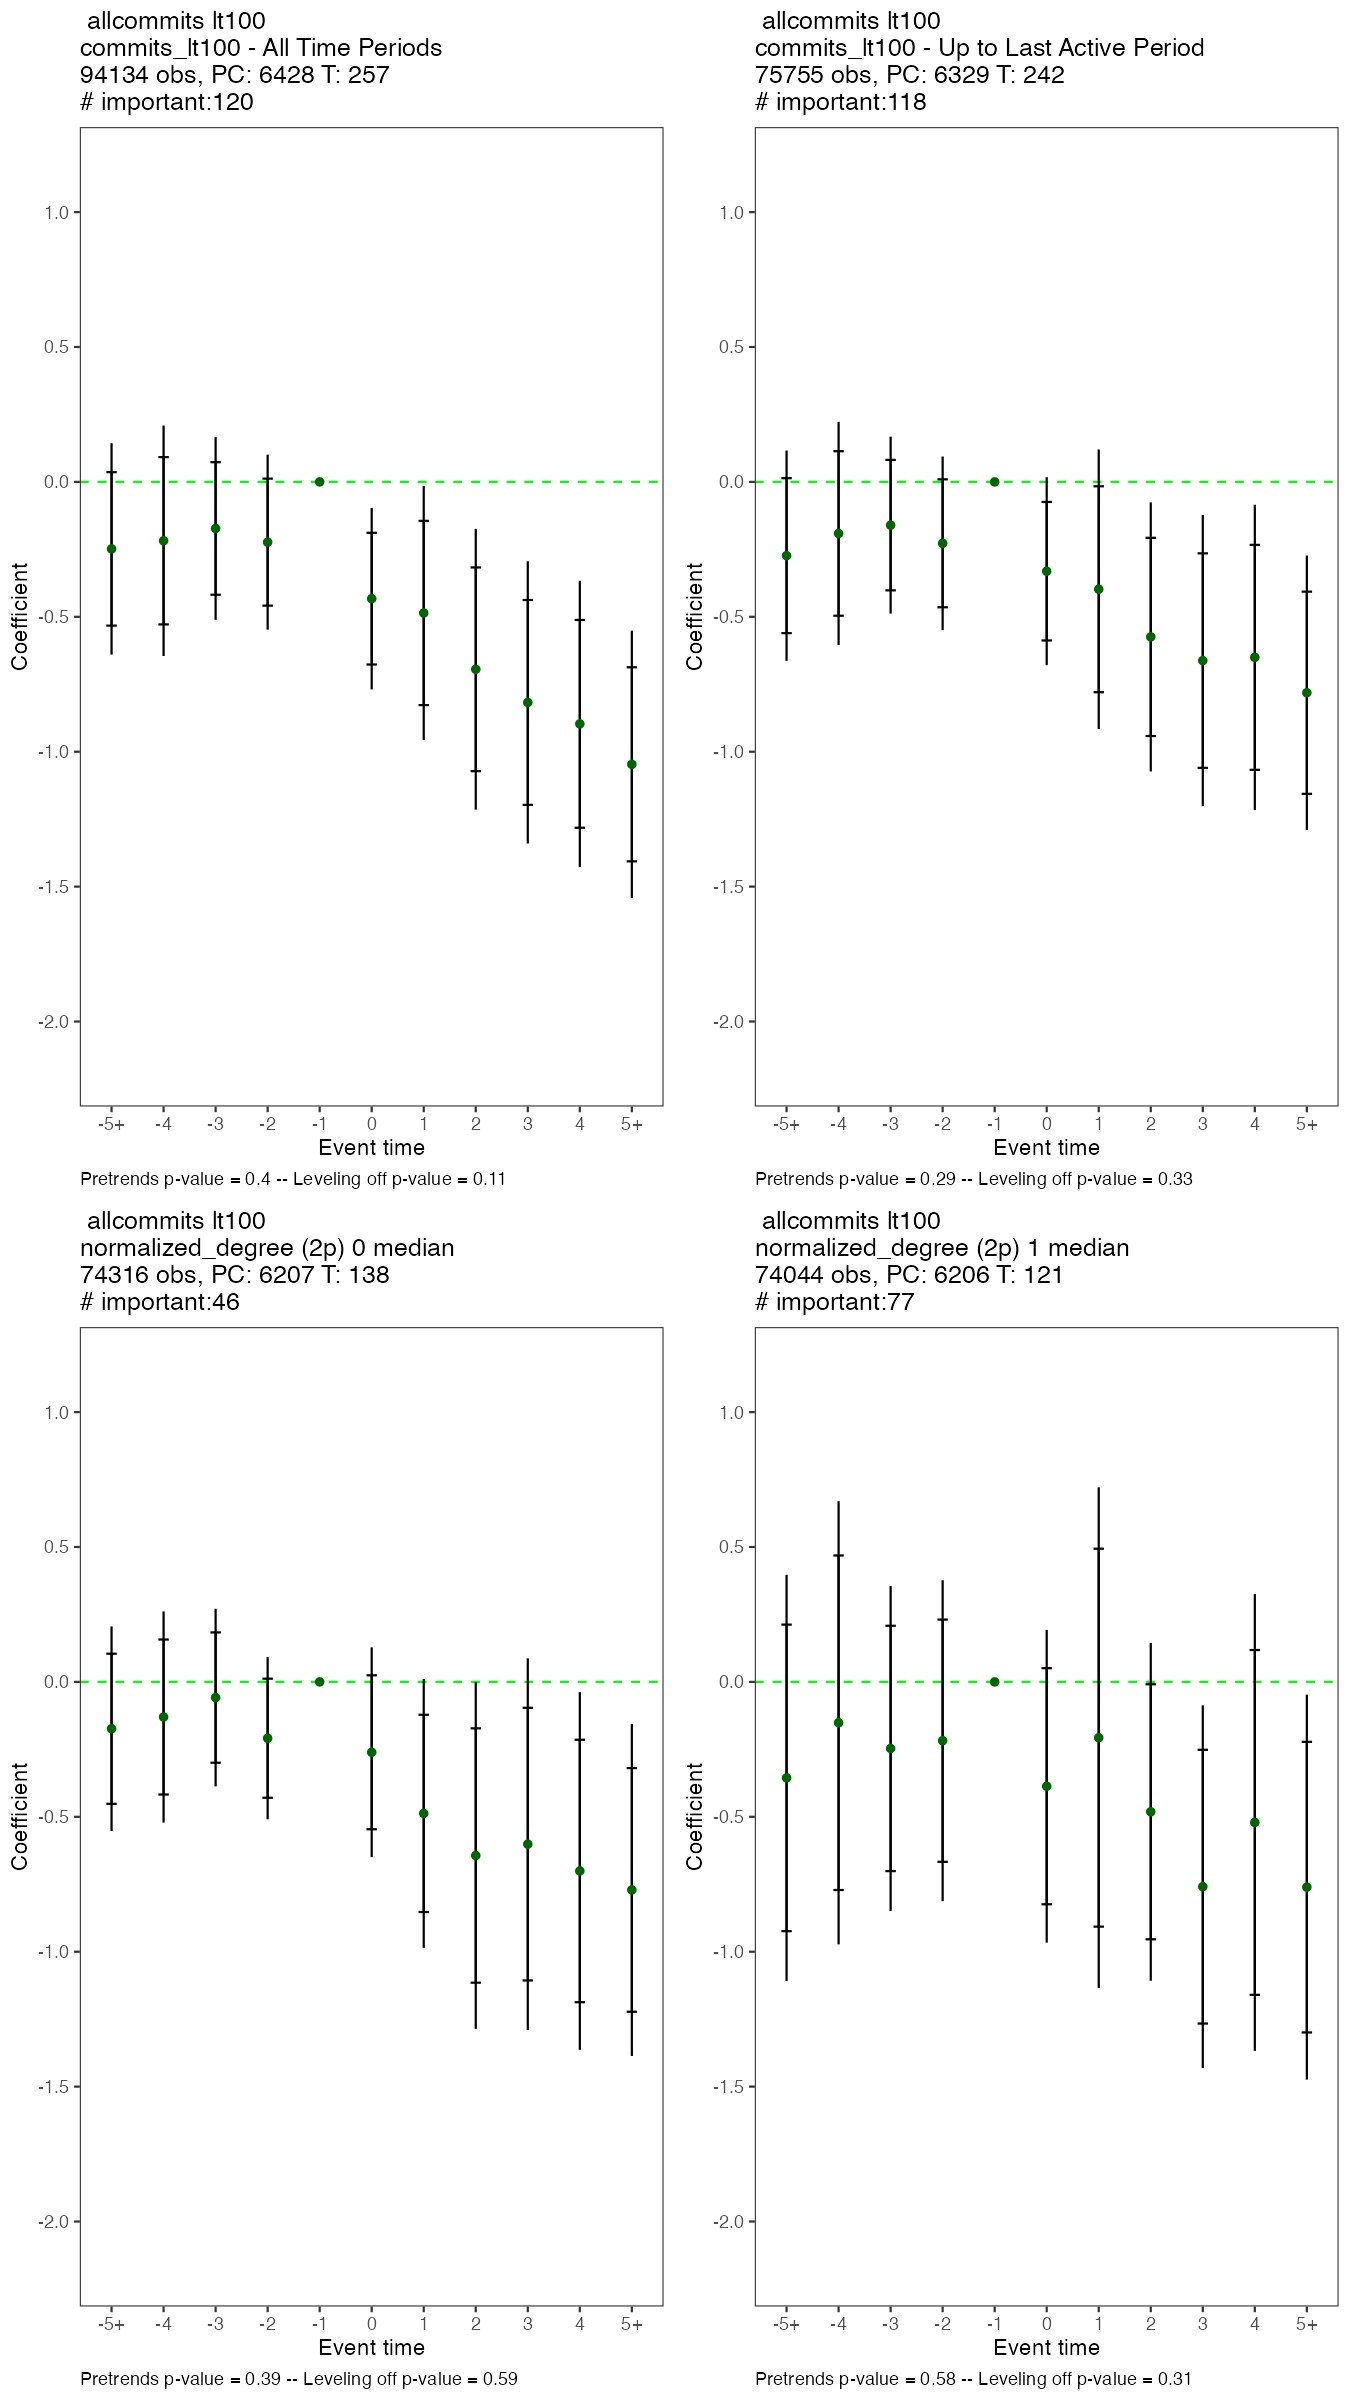 allcommits lt100
commits_lt100 - All Time Periods
94134 obs, PC: 6428 T: 257
# important:120
1.0
0.5
0.0
-0.5
-1.0
-1.5
-2.0
Coefficient
-5+ -4 -3 -2 -1 0 1 2 3 4 5+
Event time
Pretrends p-value = 0.4 -- Leveling off p-value = 0.11
allcommits lt100
commits_lt100 - Up to Last Active Period
75755 obs, PC: 6329 T: 242
# important:118
1.0
0.5
0.0
-0.5
-1.0
-1.5
-2.0
Coefficient
-5+ -4 -3 -2 -1 0 1 2 3 4 5+
Event time
Pretrends p-value = 0.29 -- Leveling off p-value = 0.33
allcommits lt100
normalized_degree (2p) 0 median
74316 obs, PC: 6207 T: 138
# important:46
1.0
0.5
0.0
-0.5
-1.0
-1.5
-2.0
Coefficient
-5+ -4 -3 -2 -1 0 1 2 3 4 5+
Event time
Pretrends p-value = 0.39 -- Leveling off p-value = 0.59
allcommits lt100
normalized_degree (2p) 1 median
74044 obs, PC: 6206 T: 121
# important:77
1.0
0.5
0.0
-0.5
-1.0
-1.5
-2.0
Coefficient
-5+ -4 -3 -2 -1 0 1 2 3 4 5+
Event time
Pretrends p-value = 0.58 -- Leveling off p-value = 0.31